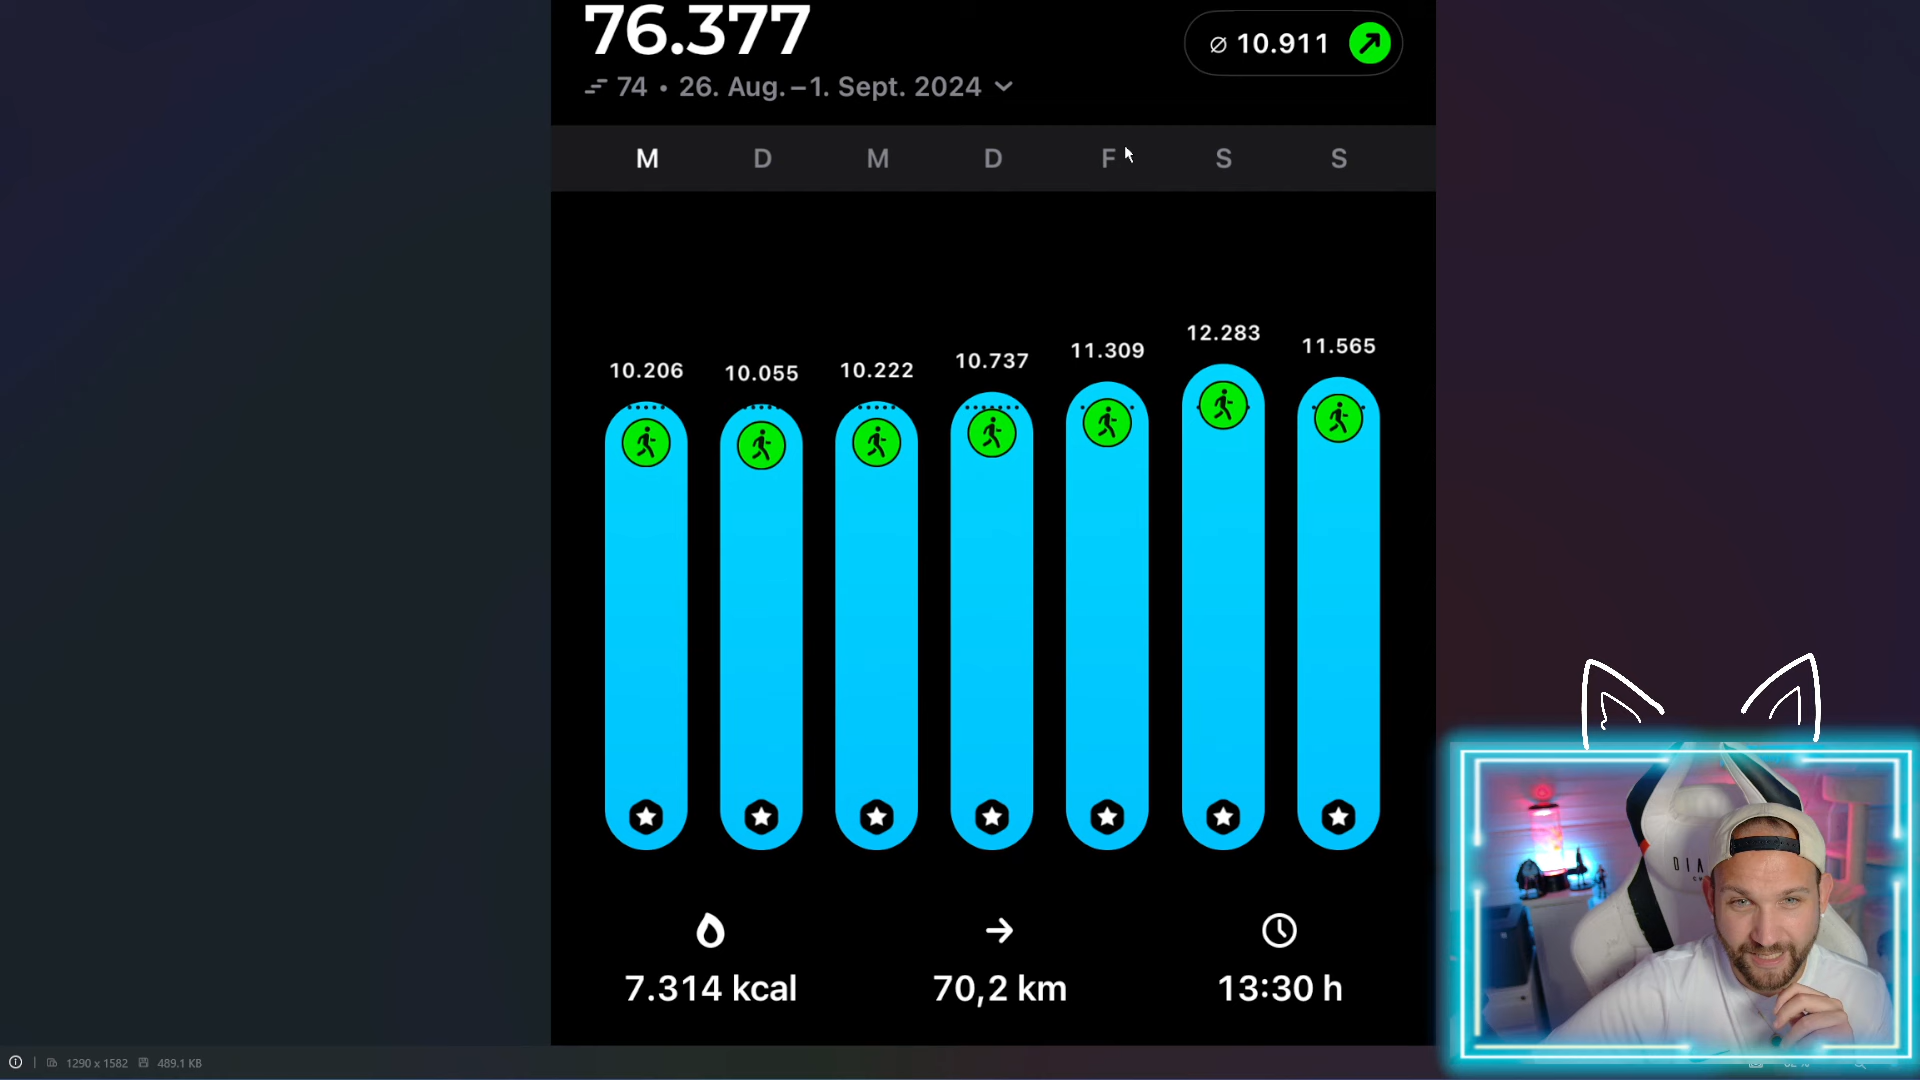 76.377
⌀ 10.911
74 • 26. Aug.–1. Sept. 2024
M D M D F S S
10.206 10.055 10.222 10.737 11.309 12.283 11.565
7.314 kcal 70,2 km 13:30 h
DIA
1290 x 1582 489.1 KB